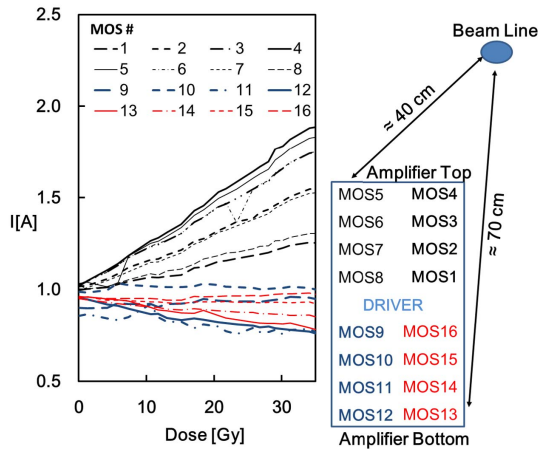 MOS #
1 2 3 4
5 6 7 8
9 10 11 12
13 14 15 16
2.5
2.0
1.5
1.0
0.5
I[A]
0 10 20 30
Dose [Gy]
Beam Line
≈ 40 cm
≈ 70 cm
Amplifier Top
MOS5 MOS4
MOS6 MOS3
MOS7 MOS2
MOS8 MOS1
DRIVER
MOS9 MOS16
MOS10 MOS15
MOS11 MOS14
MOS12 MOS13
Amplifier Bottom